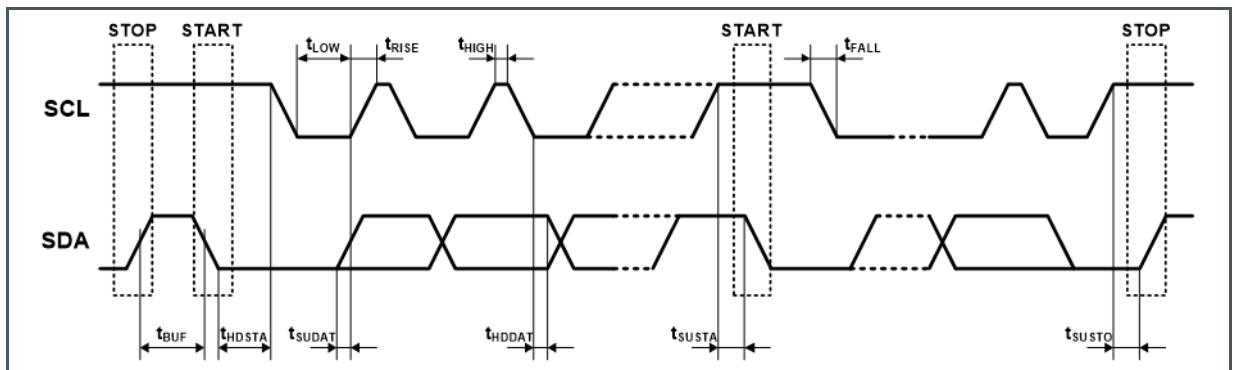 STOP START START STOP
tLOW tRISE tHIGH tFALL
SCL
SDA
tBUF tHDSTA tSUDAT tHDDAT tSUSTA tSUSTO